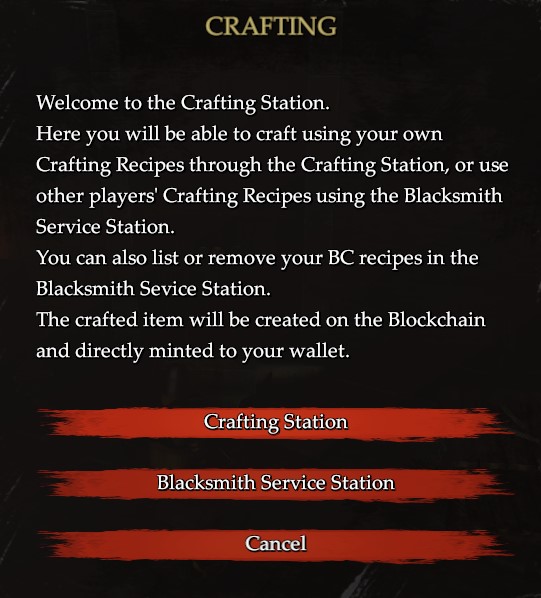 CRAFTING
Welcome to the Crafting Station.
Here you will be able to craft using your own
Crafting Recipes through the Crafting Station, or use
other players' Crafting Recipes using the Blacksmith
Service Station.
You can also list or remove your BC recipes in the
Blacksmith Sevice Station.
The crafted item will be created on the Blockchain
and directly minted to your wallet.
Crafting Station
Blacksmith Service Station
Cancel